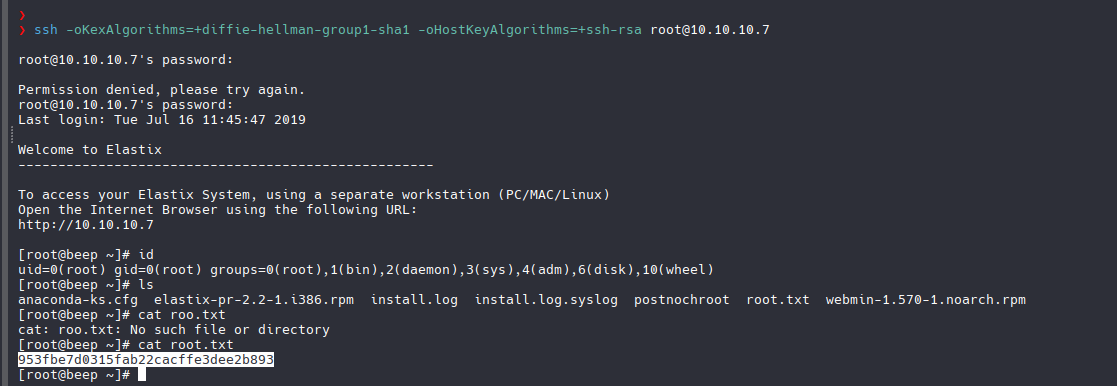 ❯
❯ ssh -oKexAlgorithms=+diffie-hellman-group1-sha1 -oHostKeyAlgorithms=+ssh-rsa root@10.10.10.7
root@10.10.10.7's password:
Permission denied, please try again.
root@10.10.10.7's password:
Last login: Tue Jul 16 11:45:47 2019
Welcome to Elastix
----------------------------------------------------
To access your Elastix System, using a separate workstation (PC/MAC/Linux)
Open the Internet Browser using the following URL:
http://10.10.10.7
[root@beep ~]# id
uid=0(root) gid=0(root) groups=0(root),1(bin),2(daemon),3(sys),4(adm),6(disk),10(wheel)
[root@beep ~]# ls
anaconda-ks.cfg  elastix-pr-2.2-1.i386.rpm  install.log  install.log.syslog  postnochroot  root.txt  webmin-1.570-1.noarch.rpm
[root@beep ~]# cat roo.txt
cat: roo.txt: No such file or directory
[root@beep ~]# cat root.txt
953fbe7d0315fab22cacffe3dee2b893
[root@beep ~]#